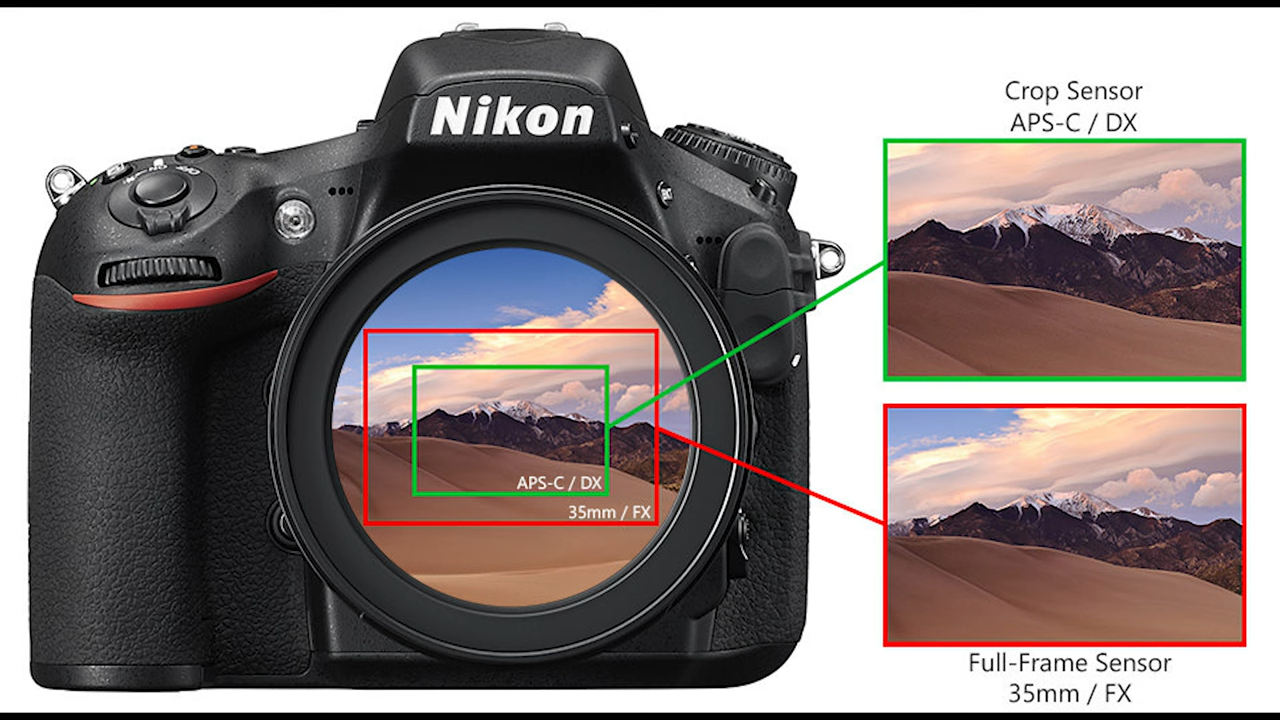 Nikon
Crop Sensor
APS-C / DX
APS-C / DX
35mm / FX
Full-Frame Sensor
35mm / FX